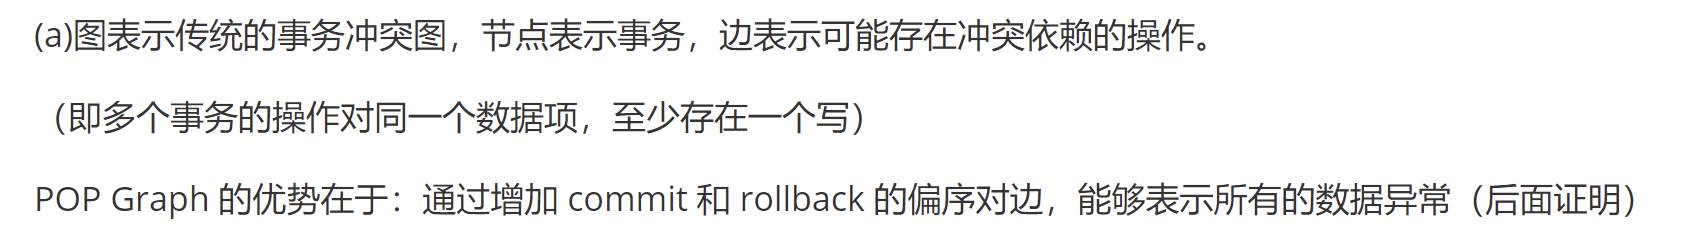 (a)图表示传统的事务冲突图，节点表示事务，边表示可能存在冲突依赖的操作。
（即多个事务的操作对同一个数据项，至少存在一个写）
POP Graph 的优势在于：通过增加 commit 和 rollback 的偏序对边，能够表示所有的数据异常（后面证明）